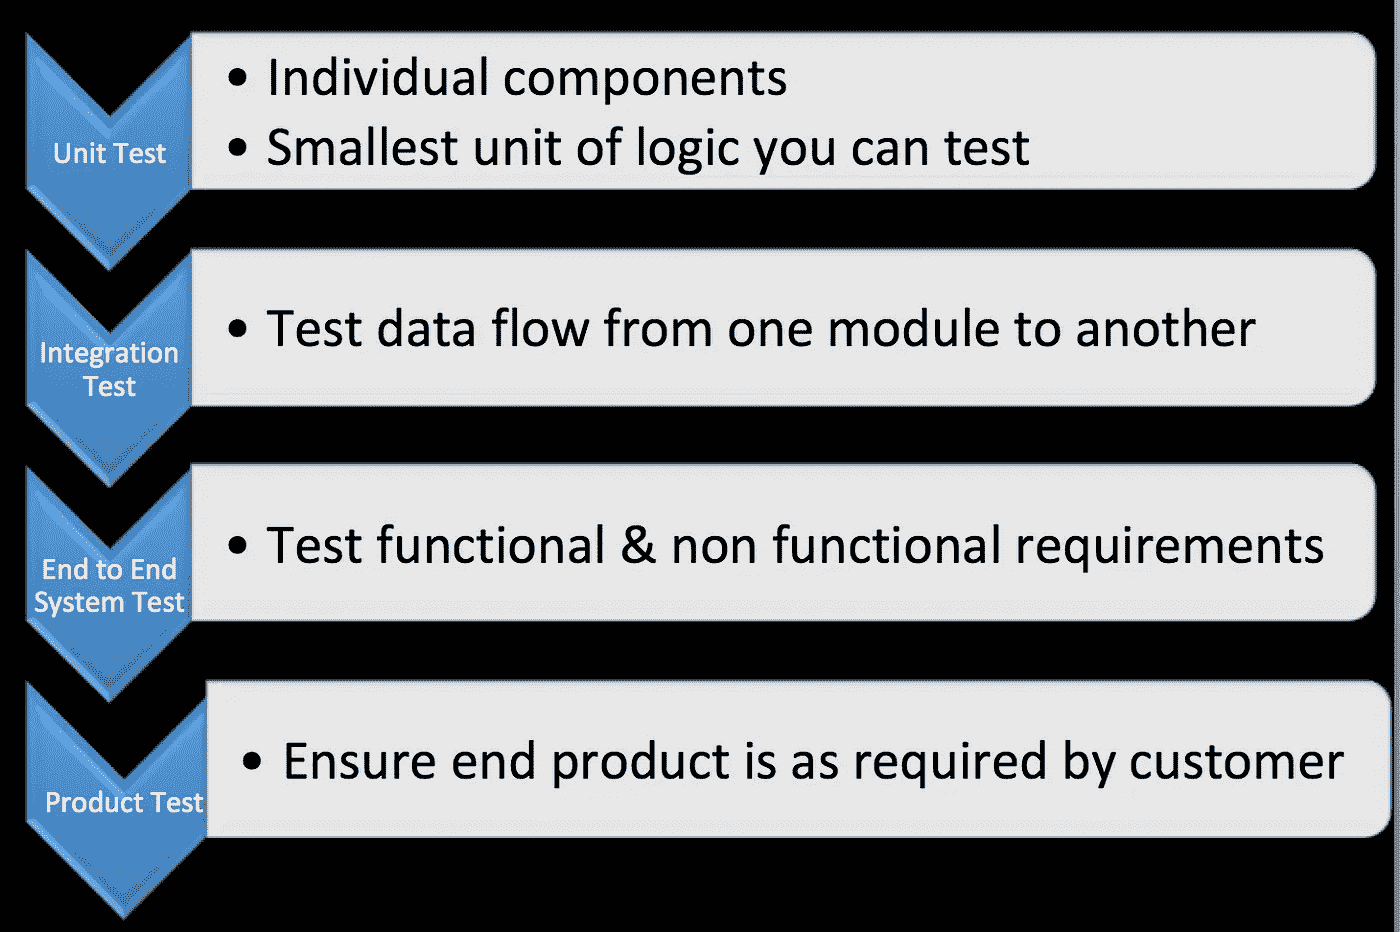 Unit Test
• Individual components
• Smallest unit of logic you can test
Integration
Test
• Test data flow from one module to another
End to End
System Test
• Test functional & non functional requirements
Product Test
• Ensure end product is as required by customer